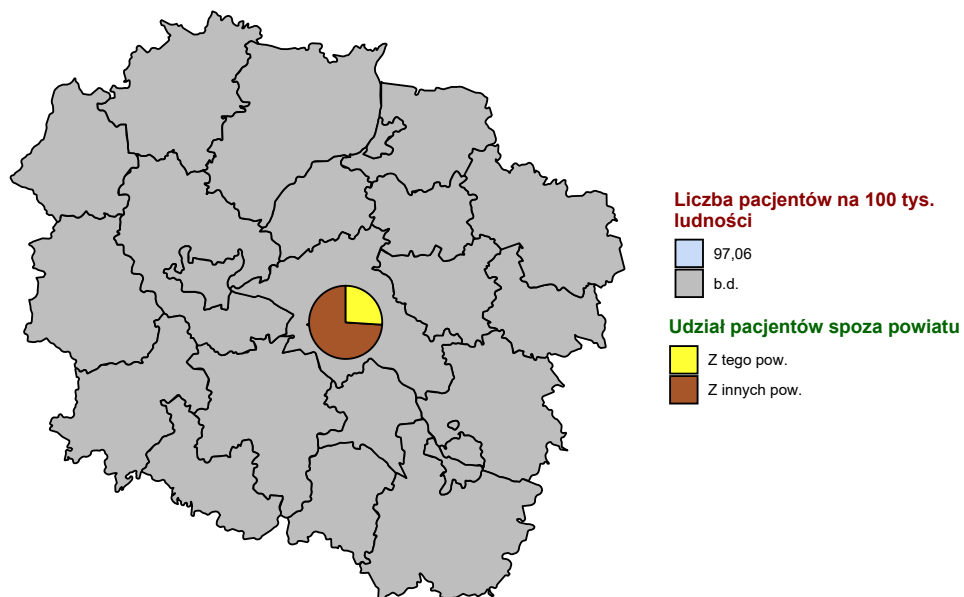 Liczba pacjentów na 100 tys.
ludności
97,06
b.d.
Udział pacjentów spoza powiatu
Z tego pow.
Z innych pow.